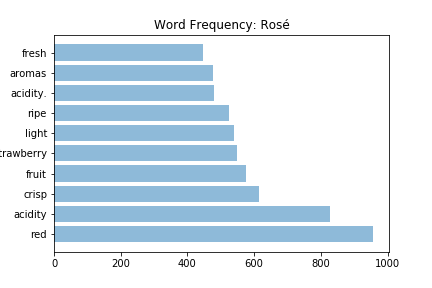 Word Frequency: Rosé
fresh
aromas
acidity.
ripe
light
trawberry
fruit
crisp
acidity
red
0 200 400 600 800 1000